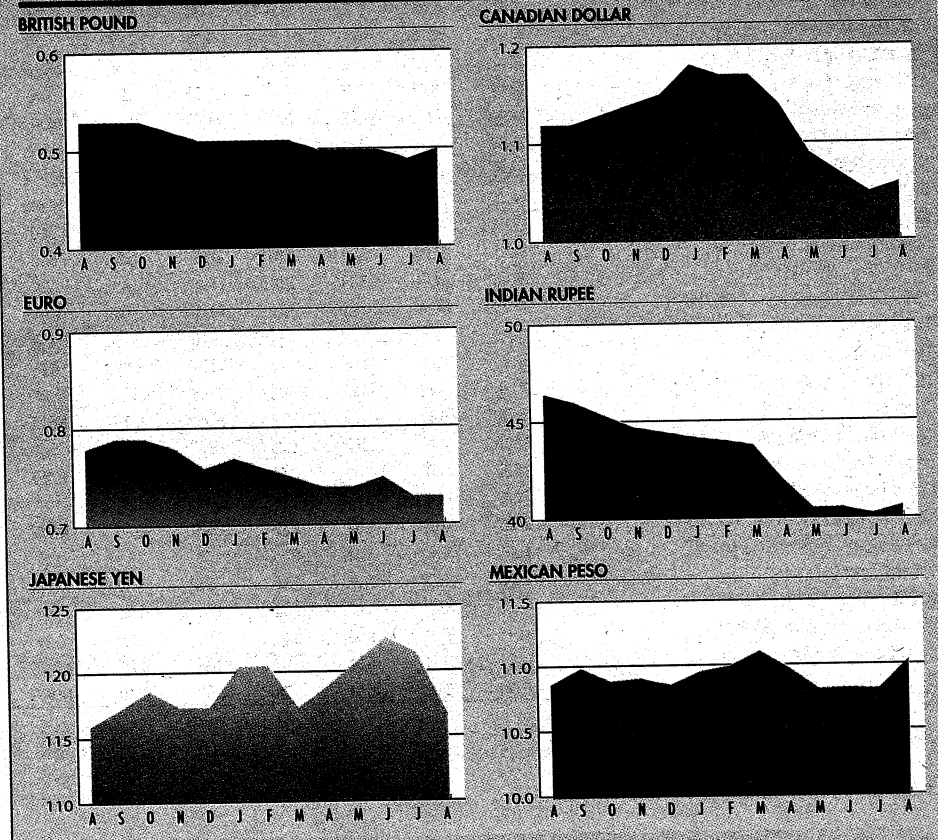 BRITISH POUND
0.6
0.5
0.4
A S O N D J F M A M J J A
CANADIAN DOLLAR
1.2
1.1
1.0
A S O N D J F M A M J J A
EURO
0.9
0.8
0.7
A S O N D J F M A M J J A
INDIAN RUPEE
50
45
40
A S O N D J F M A M J J A
JAPANESE YEN
125
120
115
110
A S O N D J F M A M J J A
MEXICAN PESO
11.5
11.0
10.5
10.0
A S O N D J F M A M J J A